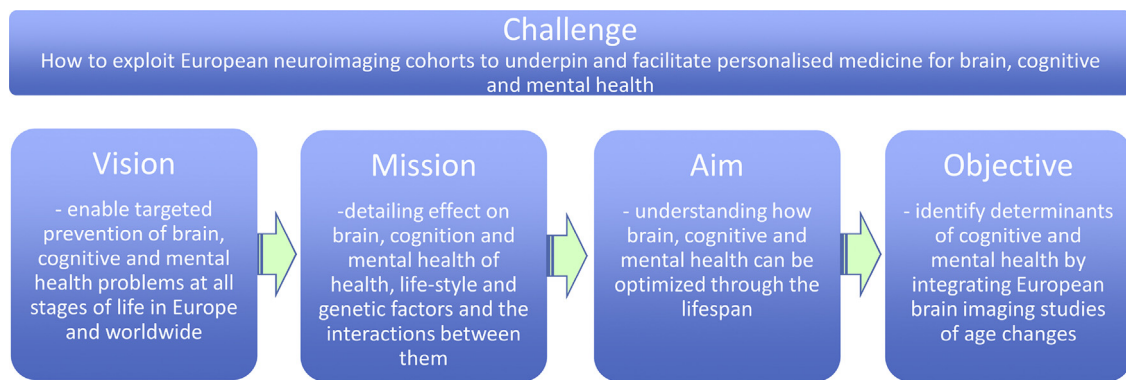 Challenge
How to exploit European neuroimaging cohorts to underpin and facilitate personalised medicine for brain, cognitive
and mental health
Vision
- enable targeted
prevention of brain,
cognitive and mental
health problems at all
stages of life in Europe
and worldwide
Mission
-detailing effect on
brain, cognition and
mental health of
health, life-style and
genetic factors and the
interactions between
them
Aim
- understanding how
brain, cognitive and
mental health can be
optimized through the
lifespan
Objective
- identify determinants
of cognitive and
mental health by
integrating European
brain imaging studies
of age changes